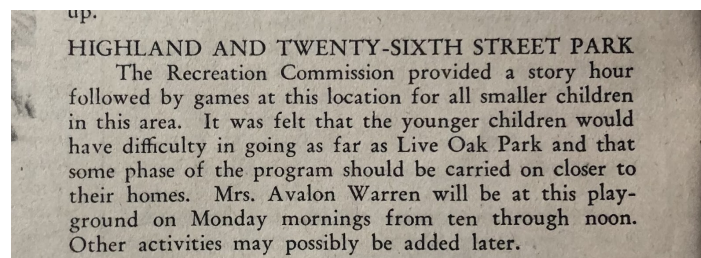 up.
HIGHLAND AND TWENTY-SIXTH STREET PARK
The Recreation Commission provided a story hour
followed by games at this location for all smaller children
in this area. It was felt that the younger children would
have difficulty in going as far as Live Oak Park and that
some phase of the program should be carried on closer to
their homes. Mrs. Avalon Warren will be at this play-
ground on Monday mornings from ten through noon.
Other activities may possibly be added later.